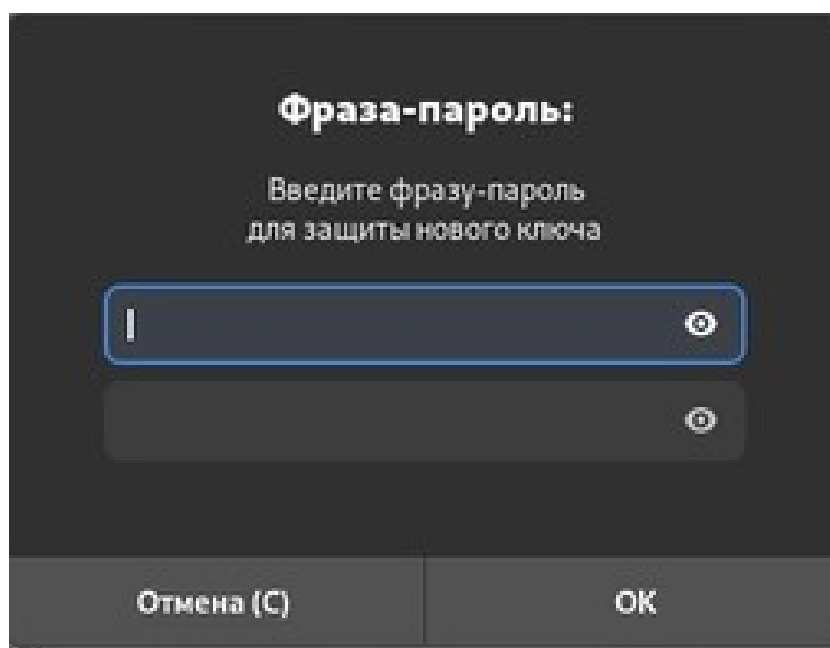 Фраза-пароль:
Введите фразу-пароль
для защиты нового ключа
Отмена (C)
ОК